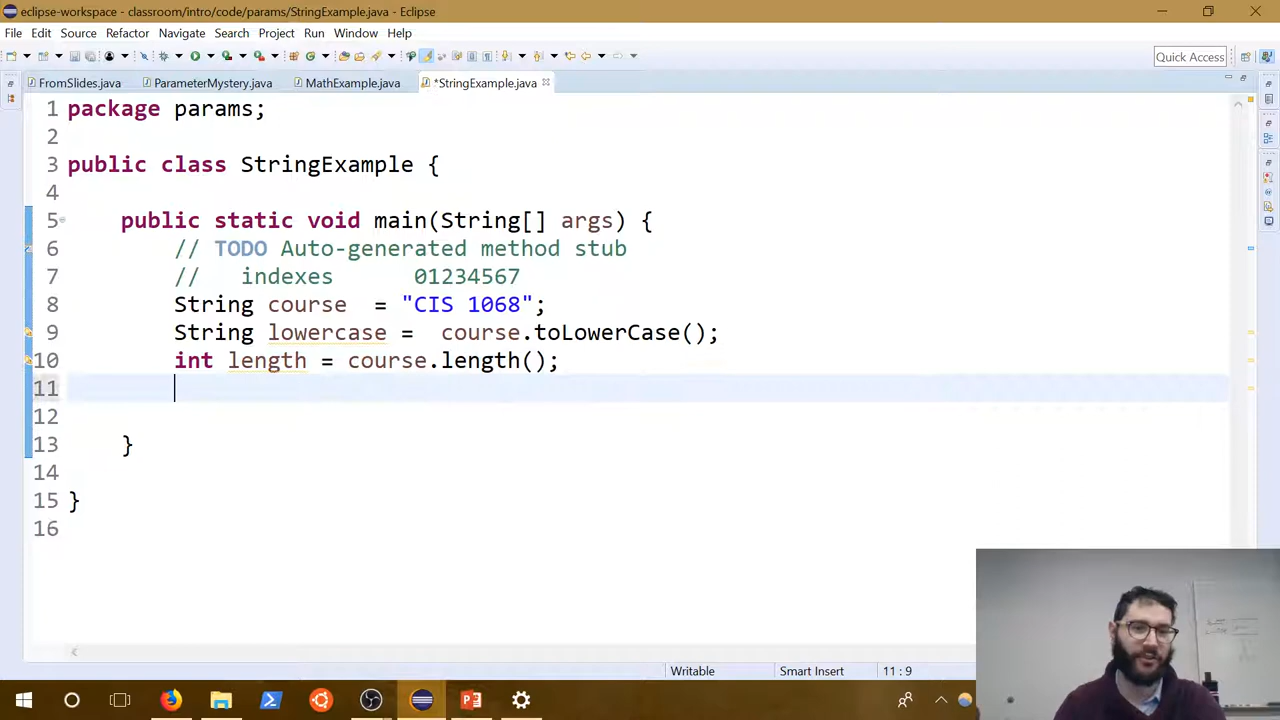 eclipse-workspace - classroom/intro/code/params/StringExample.java - Eclipse
File Edit Source Refactor Navigate Search Project Run Window Help
Quick Access
FromSlides.java ParameterMystery.java MathExample.java *StringExample.java
1 package params;
2
3 public class StringExample {
4
5 public static void main(String[] args) {
6 // TODO Auto-generated method stub
7 // indexes 01234567
8 String course = "CIS 1068";
9 String lowercase = course.toLowerCase();
10 int length = course.length();
11
12
13 }
14
15 }
16
Writable Smart Insert 11 : 9